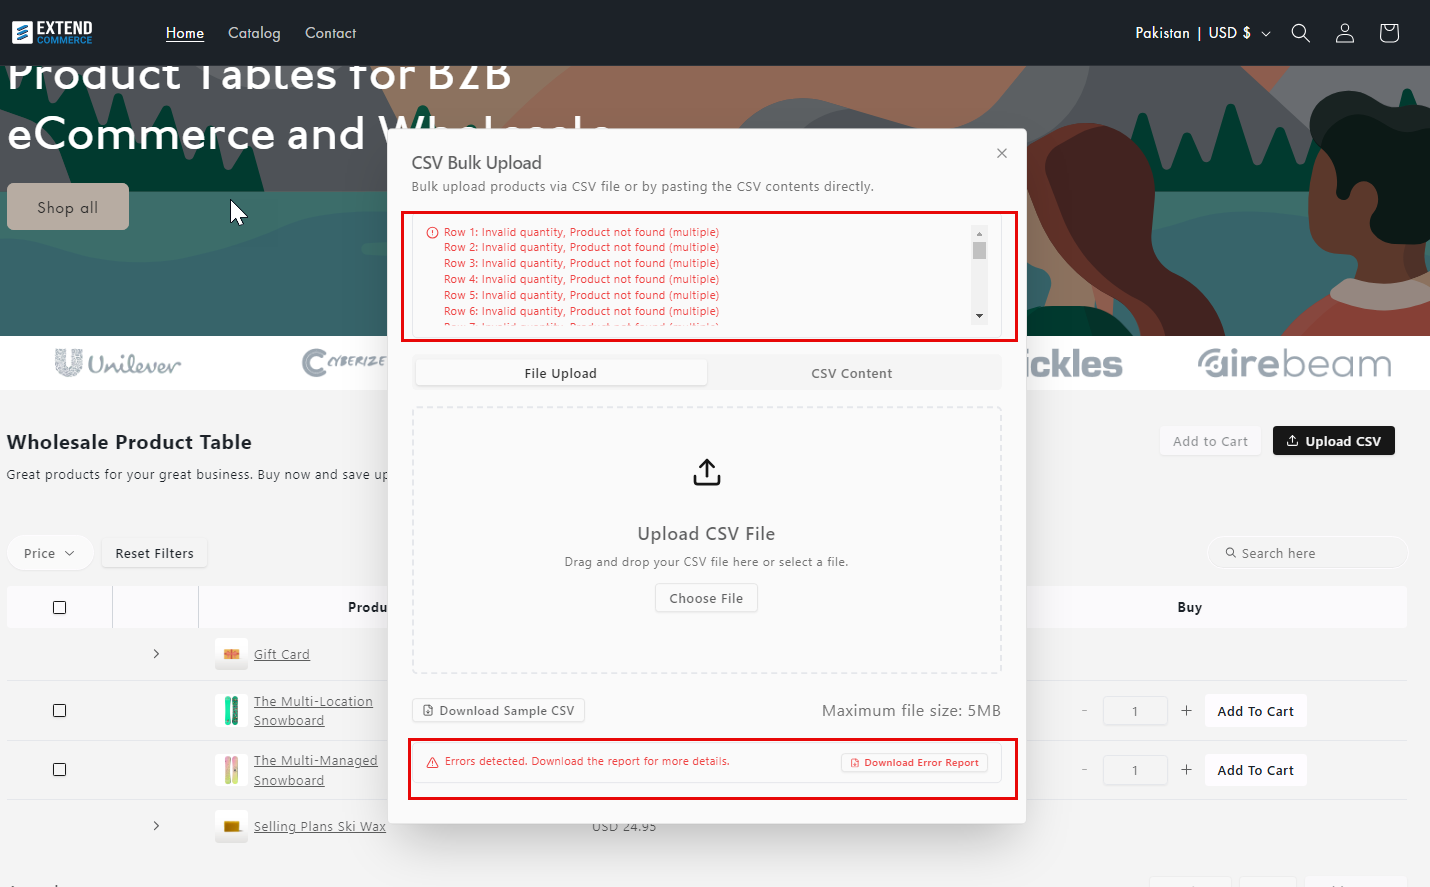 EXTEND
COMMERCE
Home
Catalog
Contact
Pakistan | USD $
Product Tables for B2B
eCommerce and Wholesale
Shop all
CSV Bulk Upload
Bulk upload products via CSV file or by pasting the CSV contents directly.
Row 1: Invalid quantity, Product not found (multiple)
Row 2: Invalid quantity, Product not found (multiple)
Row 3: Invalid quantity, Product not found (multiple)
Row 4: Invalid quantity, Product not found (multiple)
Row 5: Invalid quantity, Product not found (multiple)
Row 6: Invalid quantity, Product not found (multiple)
Row 7: Invalid quantity, Product not found (multiple)
Unilever
CYBERIZE
ickles
airebeam
File Upload
CSV Content
Wholesale Product Table
Add to Cart
Upload CSV
Great products for your great business. Buy now and save up
Upload CSV File
Drag and drop your CSV file here or select a file.
Choose File
Price
Reset Filters
Search here
Produ
Buy
Gift Card
The Multi-Location
Snowboard
- 1 +
Add To Cart
Download Sample CSV
Maximum file size: 5MB
The Multi-Managed
Snowboard
- 1 +
Add To Cart
Errors detected. Download the report for more details.
Download Error Report
Selling Plans Ski Wax
USD 24.95